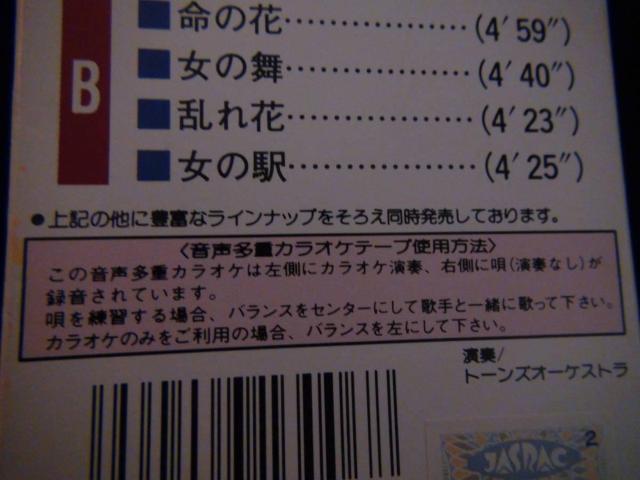 B
■命の花………………(4′59″)
■女の舞………………(4′40″)
■乱れ花………………(4′23″)
■女の駅………………(4′25″)
●上記の他に豊富なラインナップをそろえ同時発売しております。
〈音声多重カラオケテープ使用方法〉
この音声多重カラオケは左側にカラオケ演奏、右側に唄(演奏なし)が
録音されています。
唄を練習する場合、バランスをセンターにして歌手と一緒に歌って下さい。
カラオケのみをご利用の場合、バランスを左にして下さい。
演奏/
トーンズオーケストラ
2
JASRAC